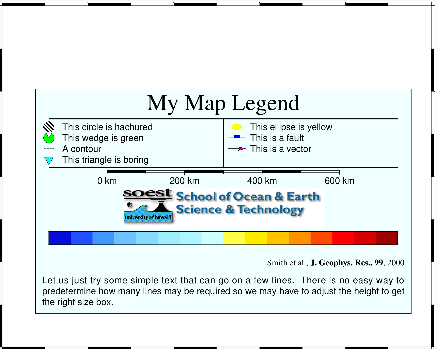 My Map Legend
This circle is hachured
This wedge is green
A contour
This triangle is boring
This ellipse is yellow
This is a fault
This is a vector
0 km 200 km 400 km 600 km
soest School of Ocean & Earth
Science & Technology
University of Hawaii
Smith et al., J. Geophys. Res., 99, 2000
Let us just try some simple text that can go on a few lines. There is no easy way to
predetermine how many lines may be required so we may have to adjust the height to get
the right size box.